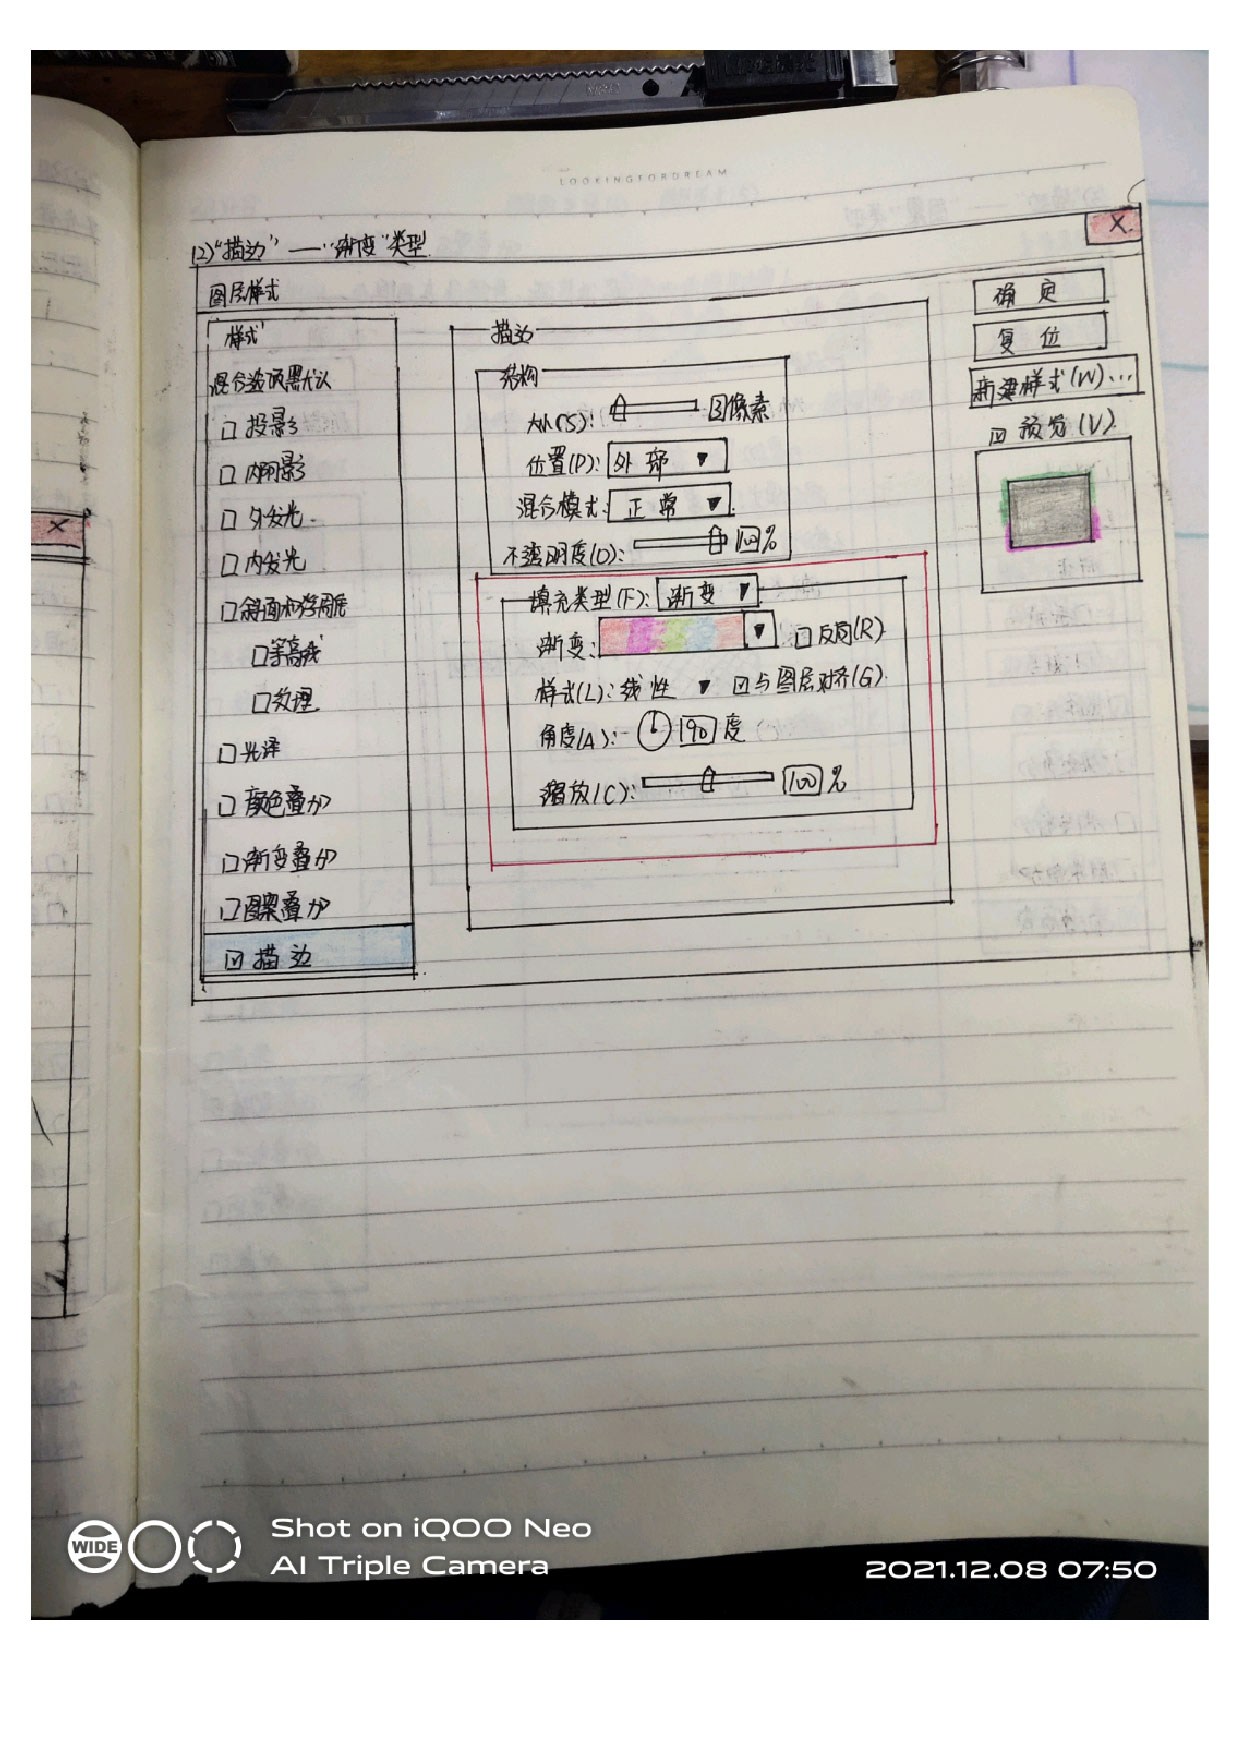 LOOKINGFORDREAM
(2)“描边”——“渐变”类型
X
图层样式
样式
混合选项:默认
投影
内阴影
外发光
内发光
斜面和浮雕
等高线
纹理
光泽
颜色叠加
渐变叠加
图案叠加
描边
描边
结构
大小(S): 像素
位置(P): 外部
混合模式: 正常
不透明度(O): 100%
填充类型(F): 渐变
渐变: 反向(R)
样式(L): 线性 与图层对齐(G)
角度(A): 90 度
缩放(C): 100 %
确定
复位
新建样式(W)...
预览(V)
X
WIDE
Shot on iQOO Neo
AI Triple Camera
2021.12.08 07:50